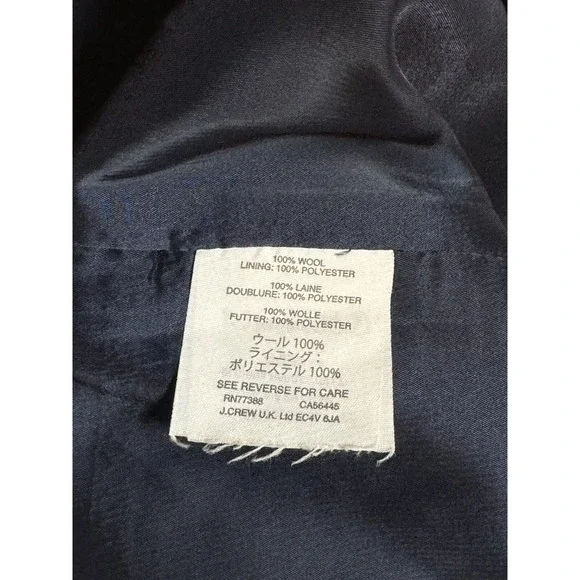 100% WOOL
LINING: 100% POLYESTER
100% LAINE
DOUBLURE: 100% POLYESTER
100% WOLLE
FUTTER: 100% POLYESTER
ウール 100%
ライニング :
ポリエステル 100%
SEE REVERSE FOR CARE
RN77388 CA56445
J.CREW U.K. Ltd EC4V 6JA